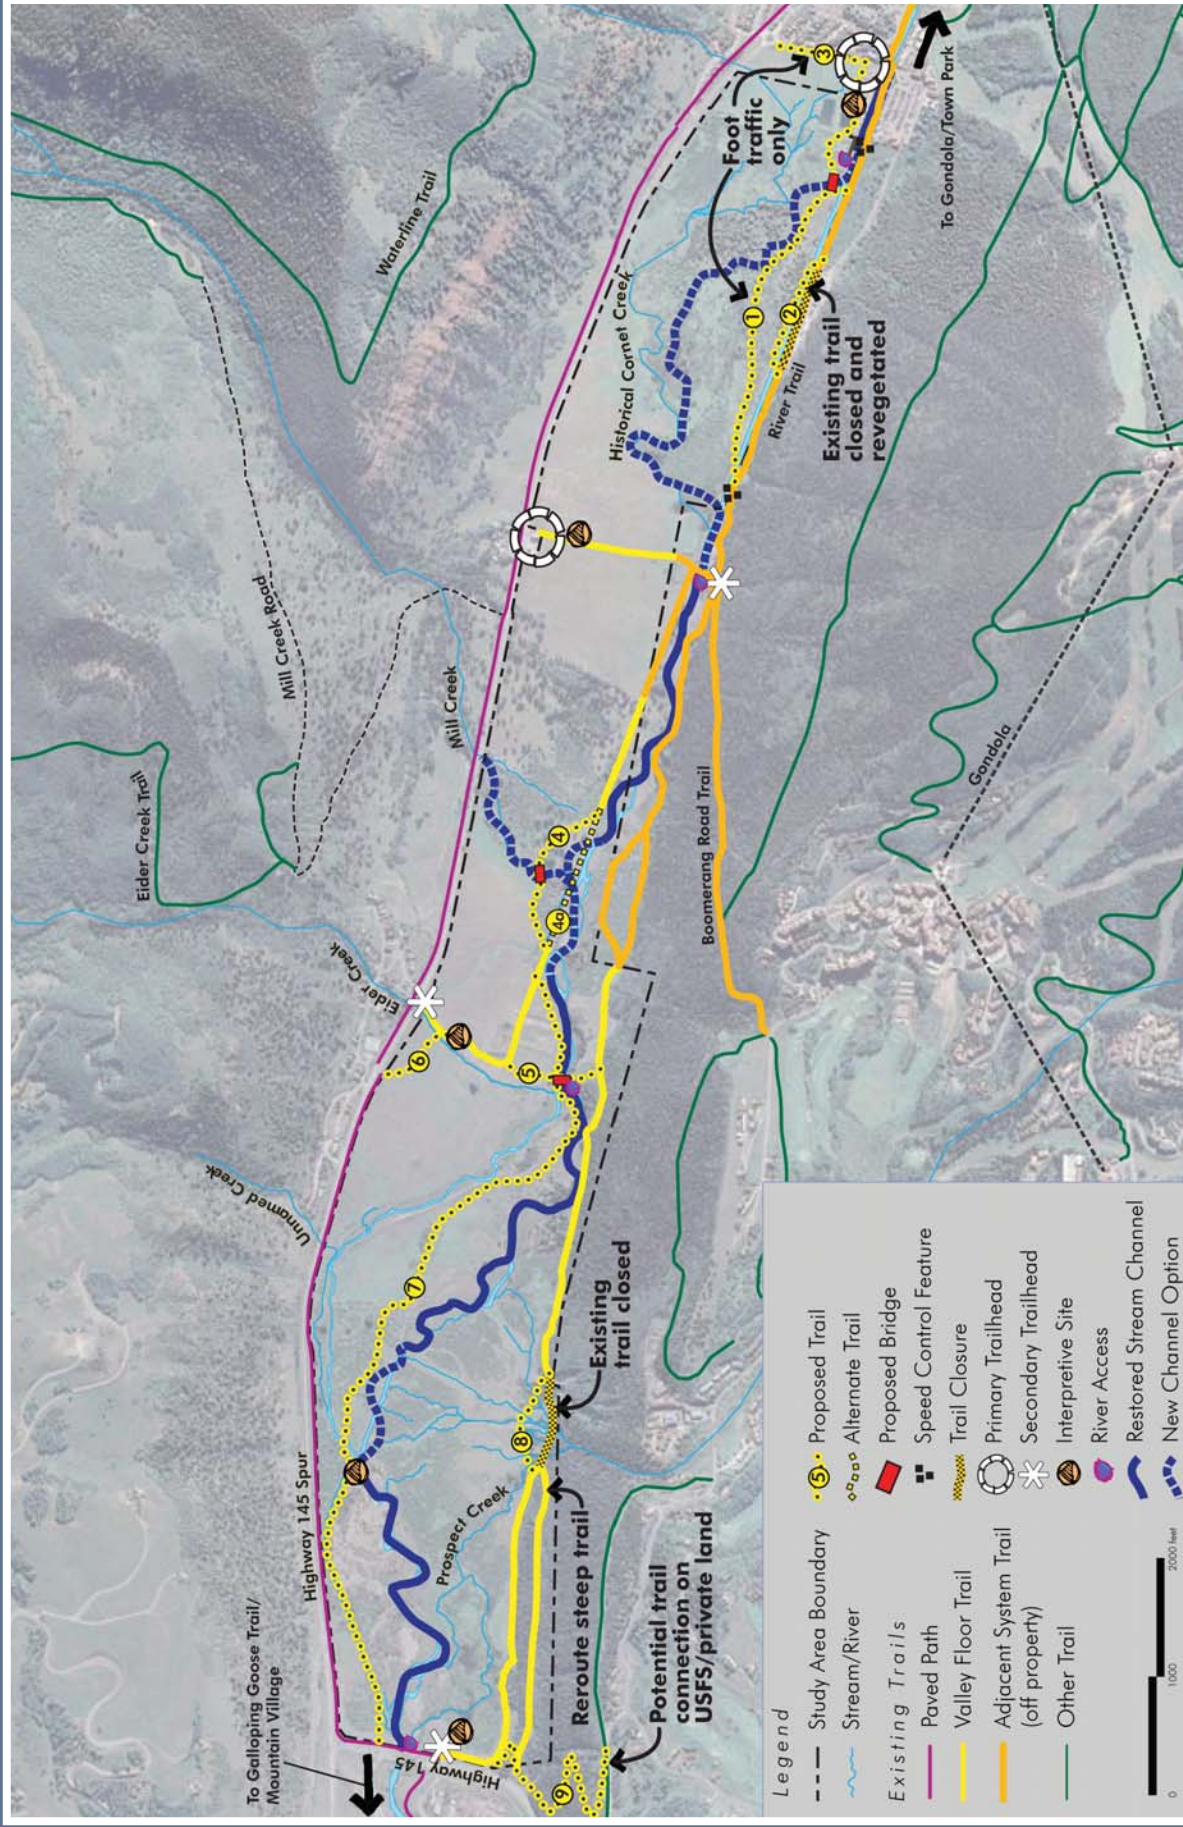 To Galloping Goose Trail/
Mountain Village
Highway 145 Spur
Highway 145
Unnamed Creek
Eider Creek
Eider Creek Trail
Mill Creek Road
Mill Creek
Waterline Trail
Historical Cornet Creek
Foot
traffic
only
3
1
2
River Trail
Existing trail
closed and
revegetated
To Gondola/Town Park
4
4a
5
6
7
8
9
Boomerang Road Trail
Gondola
Prospect Creek
Existing
trail closed
Reroute steep trail
Potential trail
connection on
USFS/private land
Legend
Study Area Boundary
Stream/River
Existing Trails
Paved Path
Valley Floor Trail
Adjacent System Trail
(off property)
Other Trail
5 Proposed Trail
Alternate Trail
Proposed Bridge
Speed Control Feature
Trail Closure
Primary Trailhead
Secondary Trailhead
Interpretive Site
River Access
Restored Stream Channel
New Channel Option
0 1000 2000 feet